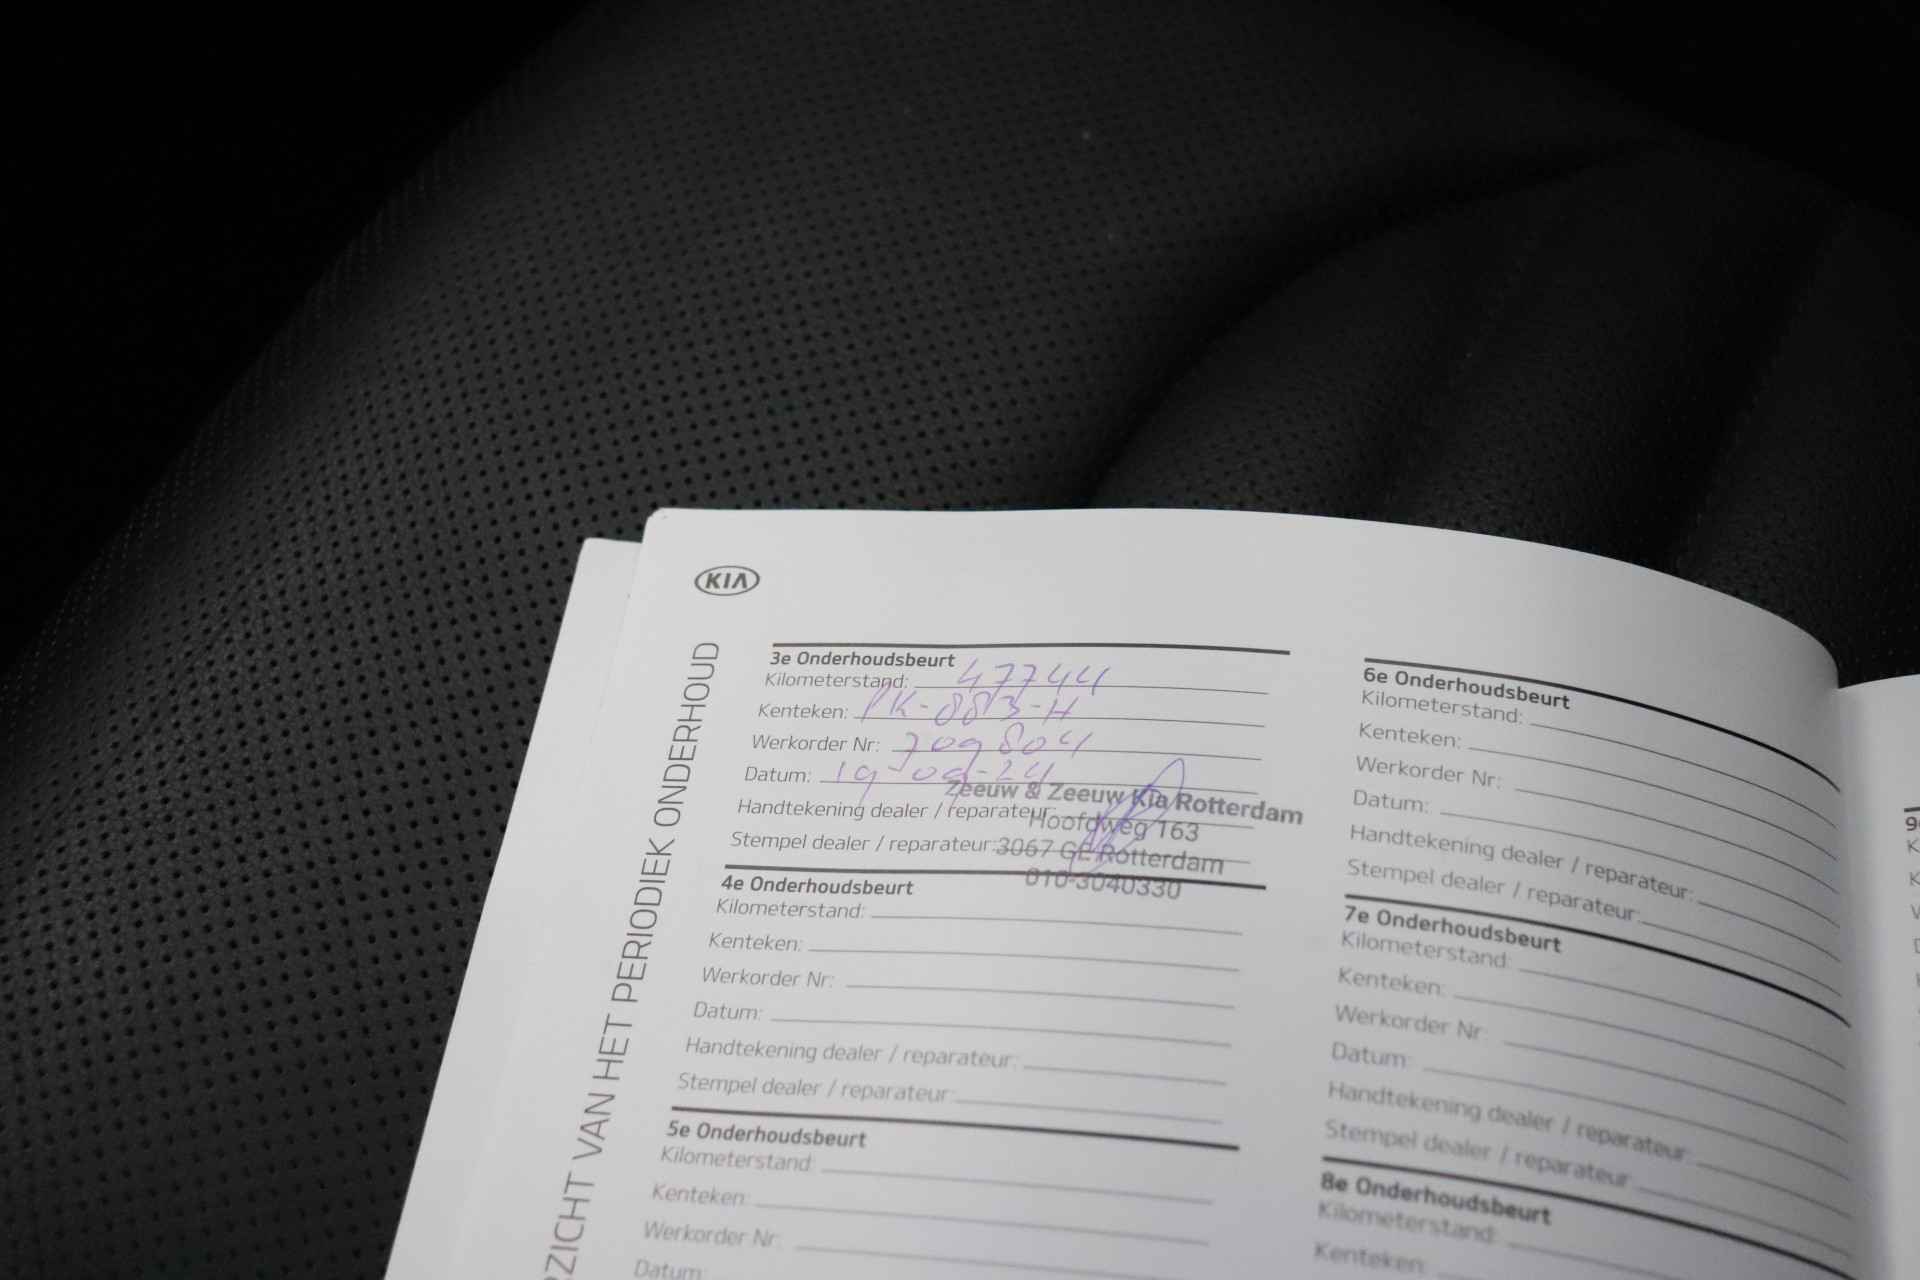 KIA
RZICHT VAN HET PERIODIEK ONDERHOUD
3e Onderhoudsbeurt
Kilometerstand: 47744
Kenteken: PK-883-H
Werkorder Nr: 709804
Datum: 19-09-24
Handtekening dealer / reparateur:
Stempel dealer / reparateur:
Zeeuw & Zeeuw Kia Rotterdam
Hoofdweg 163
3067 GE Rotterdam
010-3040330
4e Onderhoudsbeurt
Kilometerstand:
Kenteken:
Werkorder Nr:
Datum:
Handtekening dealer / reparateur:
Stempel dealer / reparateur:
5e Onderhoudsbeurt
Kilometerstand:
Kenteken:
Werkorder Nr:
Datum:
6e Onderhoudsbeurt
Kilometerstand:
Kenteken:
Werkorder Nr:
Datum:
Handtekening dealer / reparateur:
Stempel dealer / reparateur:
7e Onderhoudsbeurt
Kilometerstand:
Kenteken:
Werkorder Nr:
Datum:
Handtekening dealer / reparateur:
Stempel dealer / reparateur:
8e Onderhoudsbeurt
Kilometerstand:
Kenteken: